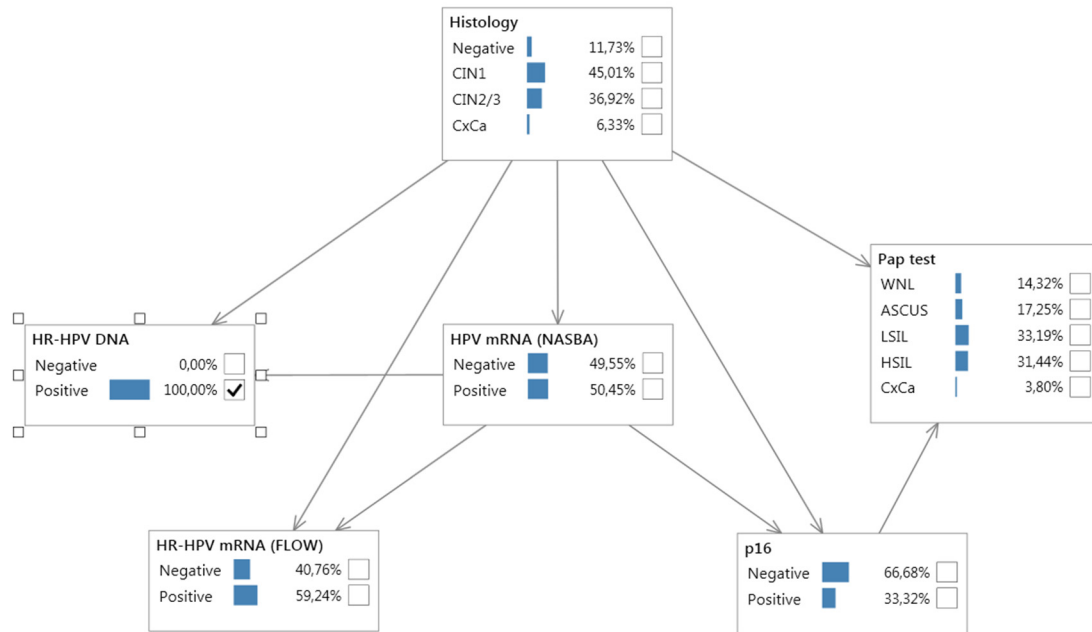 Histology
Negative 11,73%
CIN1 45,01%
CIN2/3 36,92%
CxCa 6,33%
Pap test
WNL 14,32%
ASCUS 17,25%
LSIL 33,19%
HSIL 31,44%
CxCa 3,80%
HR-HPV DNA
Negative 0,00%
Positive 100,00%
HPV mRNA (NASBA)
Negative 49,55%
Positive 50,45%
HR-HPV mRNA (FLOW)
Negative 40,76%
Positive 59,24%
p16
Negative 66,68%
Positive 33,32%